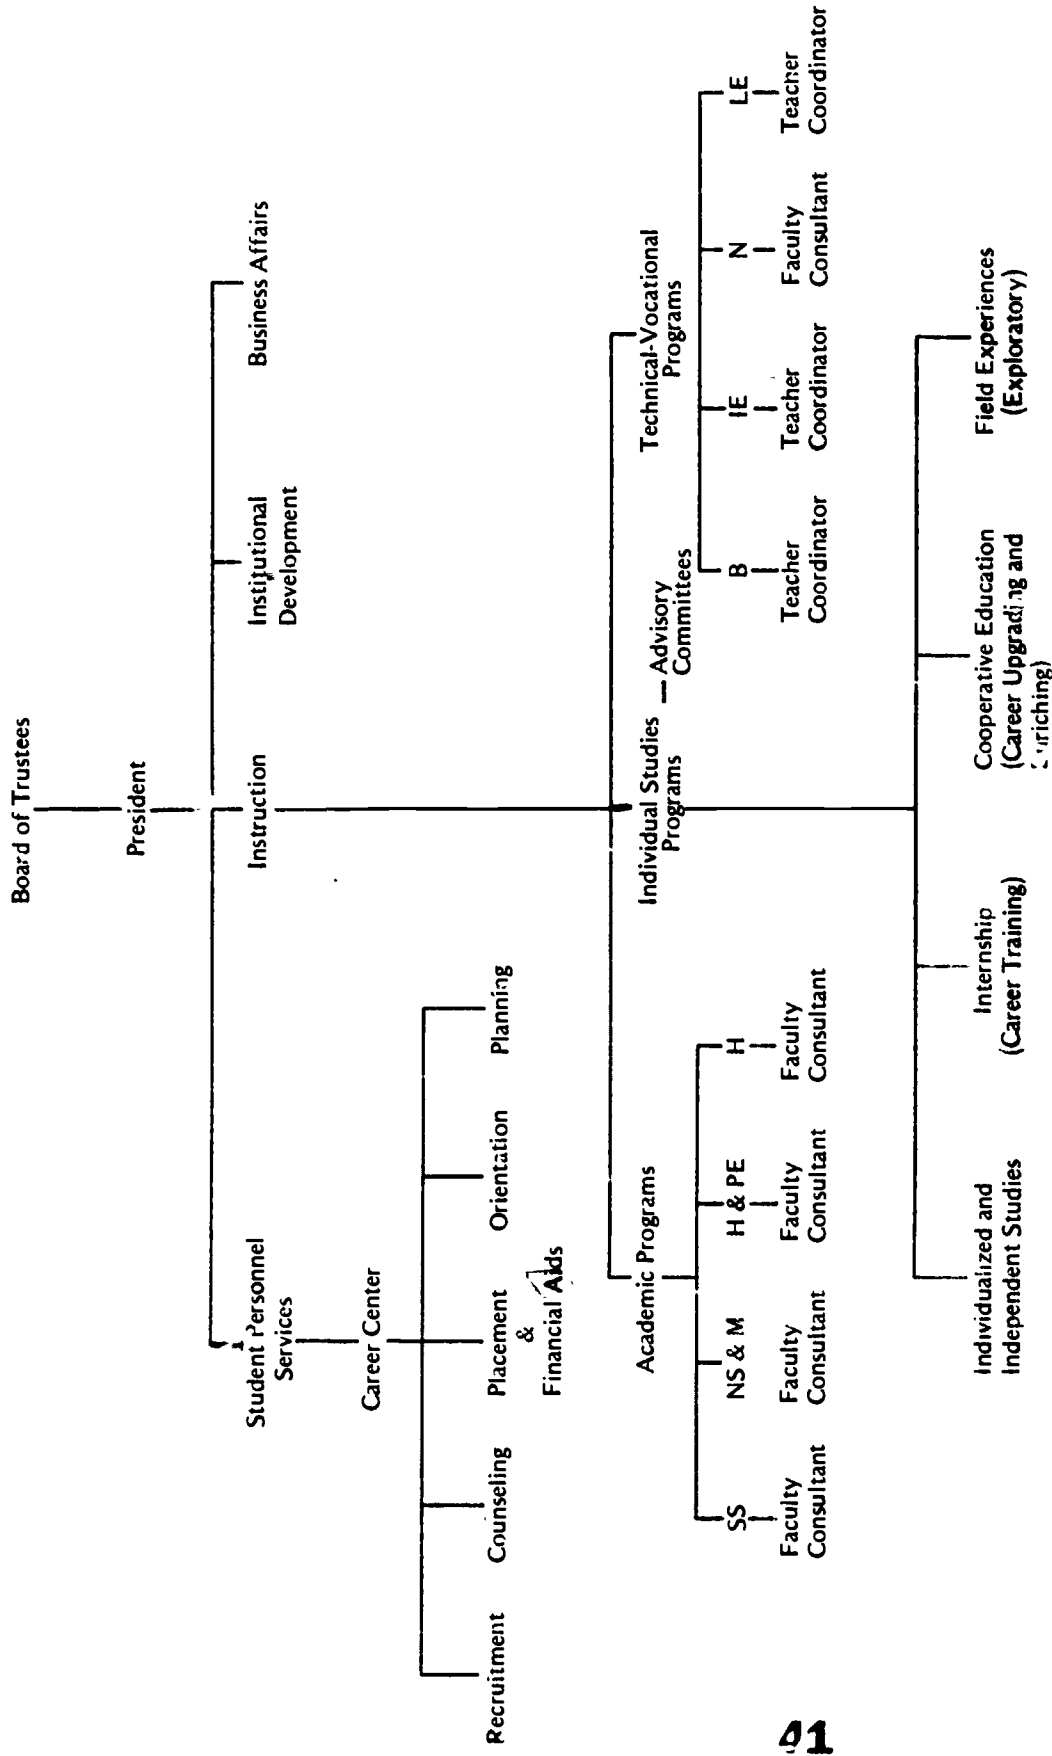 Board of Trustees
President
Student Personnel
Services
Instruction
Institutional
Development
Business Affairs
Career Center
Recruitment
Counseling
Placement
&
Financial Aids
Orientation
Planning
Academic Programs
Individual Studies
Programs
Advisory
Committees
Technical-Vocational
Programs
SS
NS & M
H & PE
H
B
IE
N
LE
Faculty
Consultant
Faculty
Consultant
Faculty
Consultant
Faculty
Consultant
Teacher
Coordinator
Teacher
Coordinator
Faculty
Consultant
Teacher
Coordinator
Individualized and
Independent Studies
Internship
(Career Training)
Cooperative Education
(Career Upgrading and
Field Experiences
(Exploratory)
41